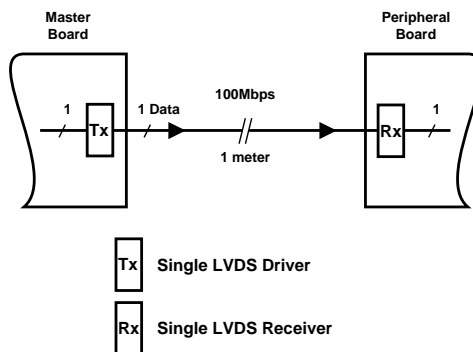 Master
Board
Peripheral
Board
1
Tx
1 Data
100Mbps
1 meter
Rx
1
Tx
Single LVDS Driver
Rx
Single LVDS Receiver